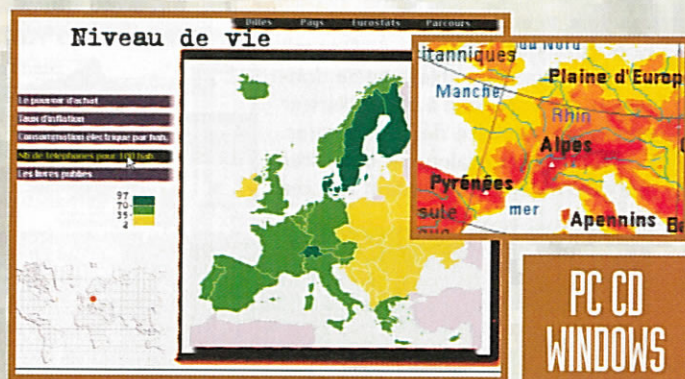 Villes Pays Eurostats Parcours
Niveau de vie
Le pouvoir d'achat
Taux d'inflation
Consommation électrique par hab.
Nb de téléphones pour 100 hab.
Les livres publiés
97
70
35
2
itanniques
du Nord
Manche
Plaine d'Europ
Rhin
Alpes
Pyrénées
sule
mer
Apennins
PC CD
WINDOWS